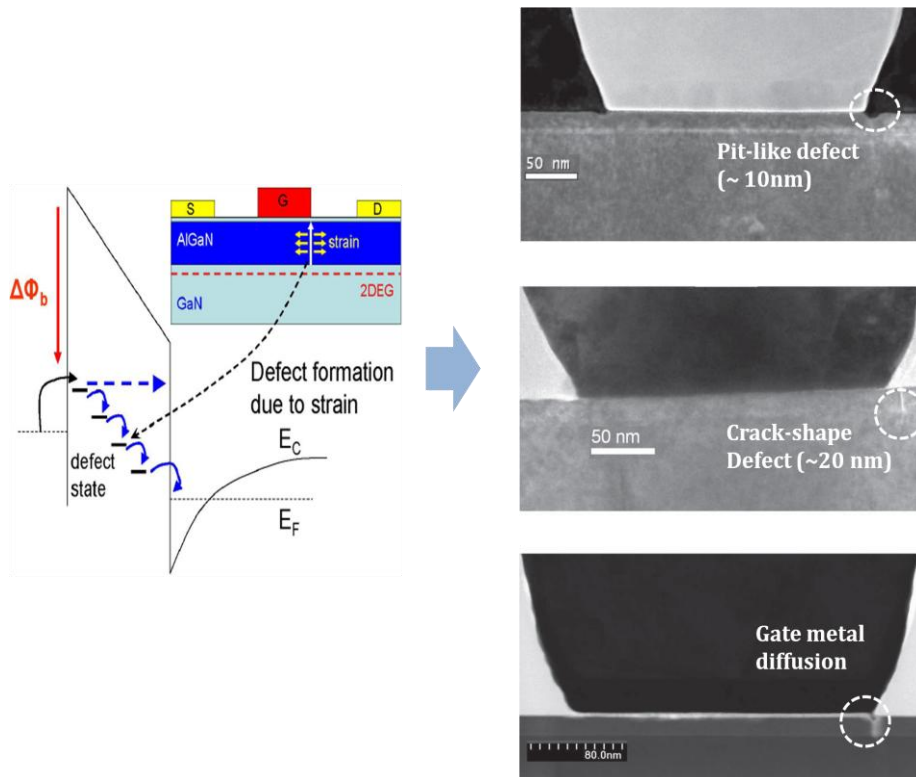 S
G
D
AlGaN
strain
2DEG
GaN
ΔΦb
Defect formation
due to strain
defect
state
EC
EF
50 nm
Pit-like defect
(~ 10nm)
50 nm
Crack-shape
Defect (~20 nm)
Gate metal
diffusion
80.0nm